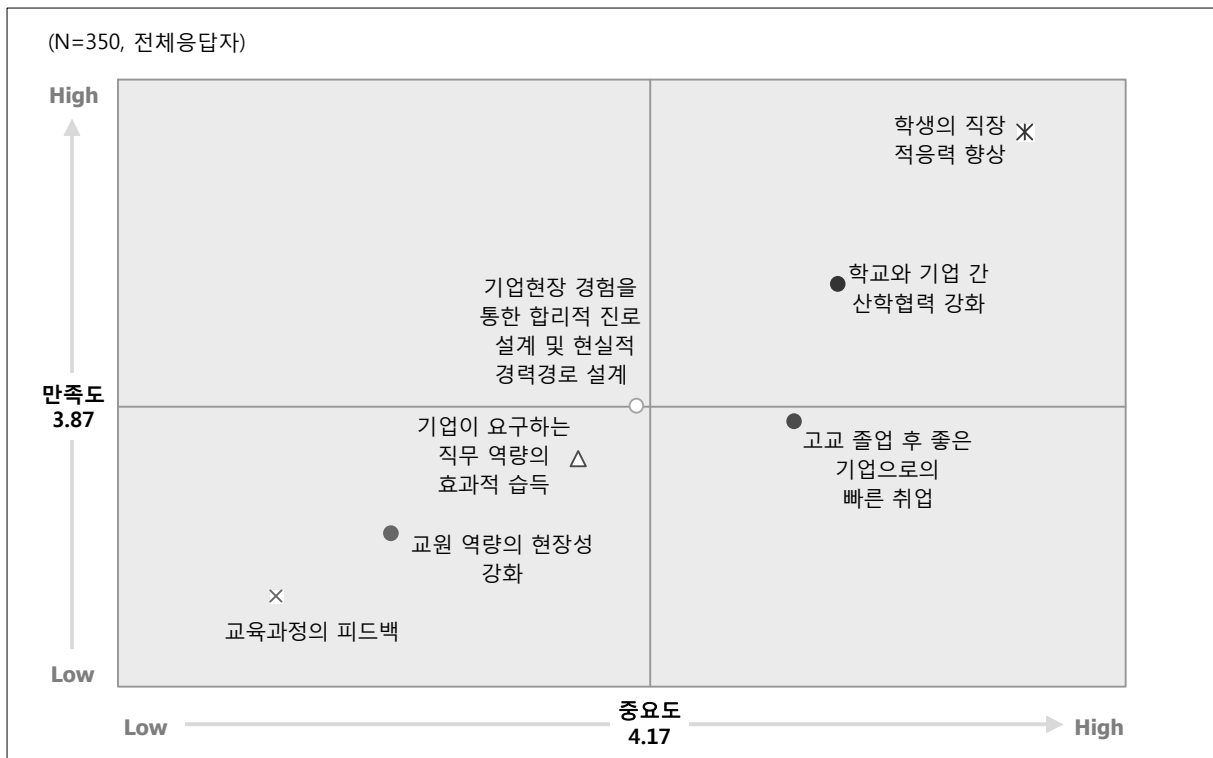 (N=350, 전체응답자)
High
학생의 직장
적응력 향상
학교와 기업 간
산학협력 강화
기업현장 경험을
통한 합리적 진로
설계 및 현실적
경력경로 설계
만족도
3.87
기업이 요구하는
직무 역량의
효과적 습득
고교 졸업 후 좋은
기업으로의
빠른 취업
교원 역량의 현장성
강화
교육과정의 피드백
Low
Low
중요도
4.17
High